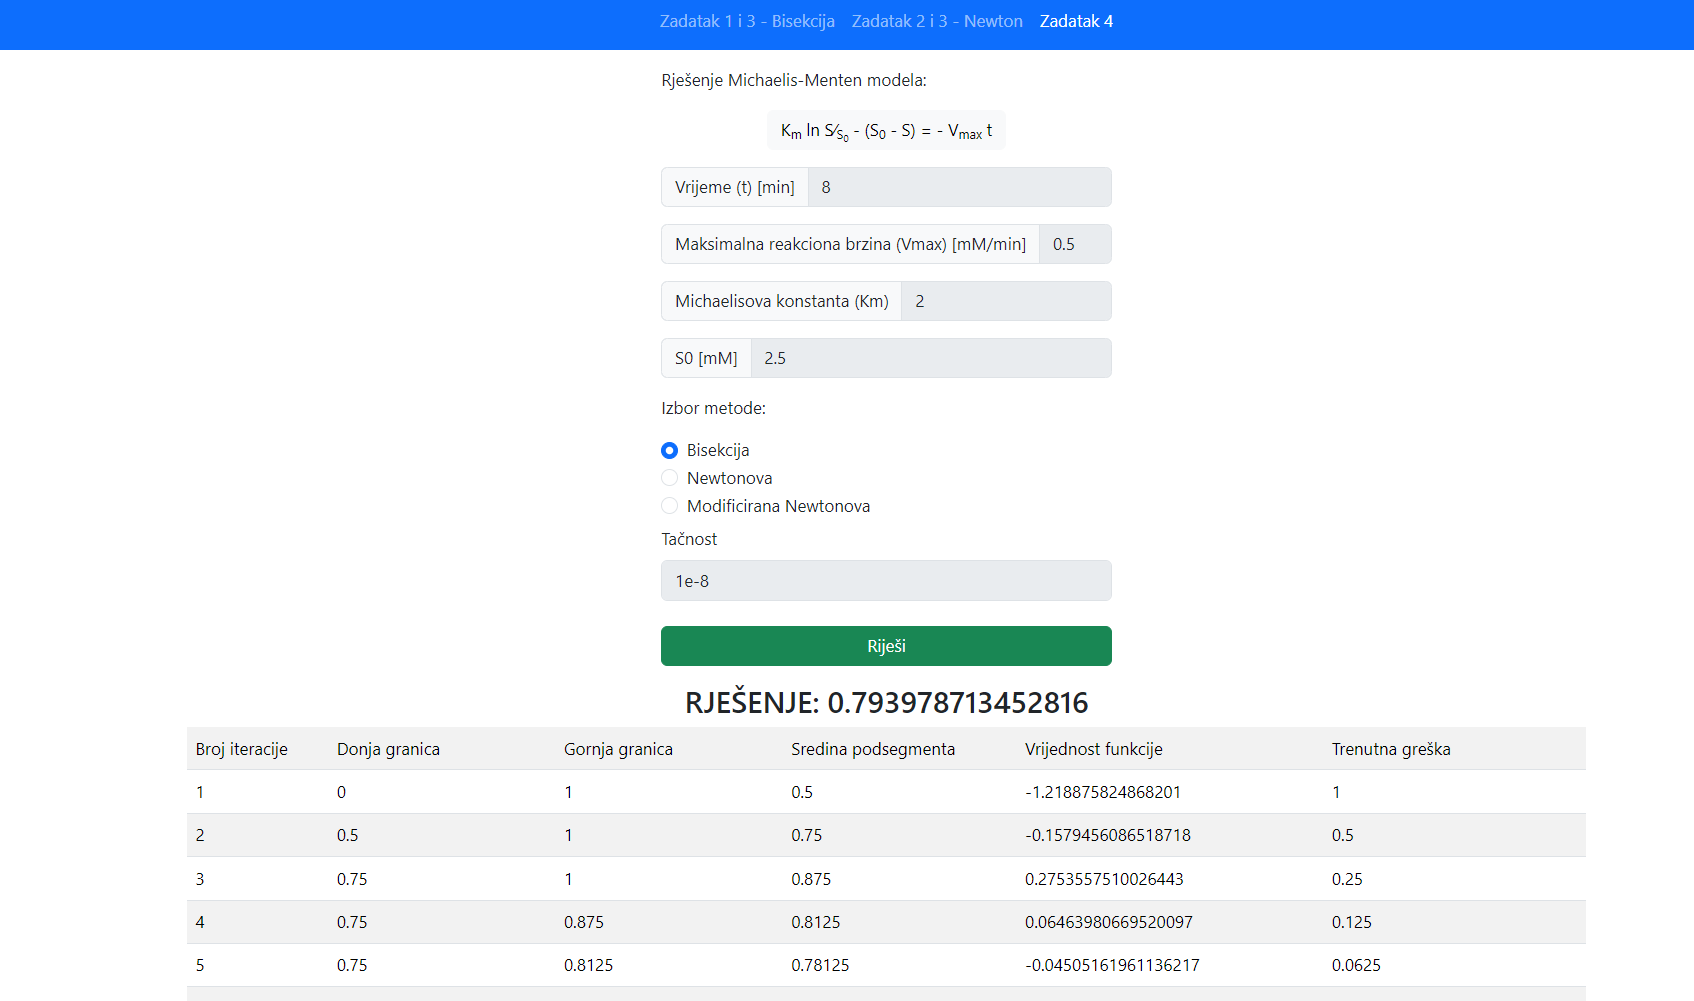 Zadatak 1 i 3 - Bisekcija Zadatak 2 i 3 - Newton Zadatak 4
Rješenje Michaelis-Menten modela:
Km ln S⁄S0 - (S0 - S) = - Vmax t
Vrijeme (t) [min] 8
Maksimalna reakciona brzina (Vmax) [mM/min] 0.5
Michaelisova konstanta (Km) 2
S0 [mM] 2.5
Izbor metode:
Bisekcija
Newtonova
Modificirana Newtonova
Tačnost
1e-8
Riješi
RJEŠENJE: 0.793978713452816
Broj iteracije Donja granica Gornja granica Sredina podsegmenta Vrijednost funkcije Trenutna greška
1 0 1 0.5 -1.218875824868201 1
2 0.5 1 0.75 -0.1579456086518718 0.5
3 0.75 1 0.875 0.2753557510026443 0.25
4 0.75 0.875 0.8125 0.06463980669520097 0.125
5 0.75 0.8125 0.78125 -0.04505161961136217 0.0625